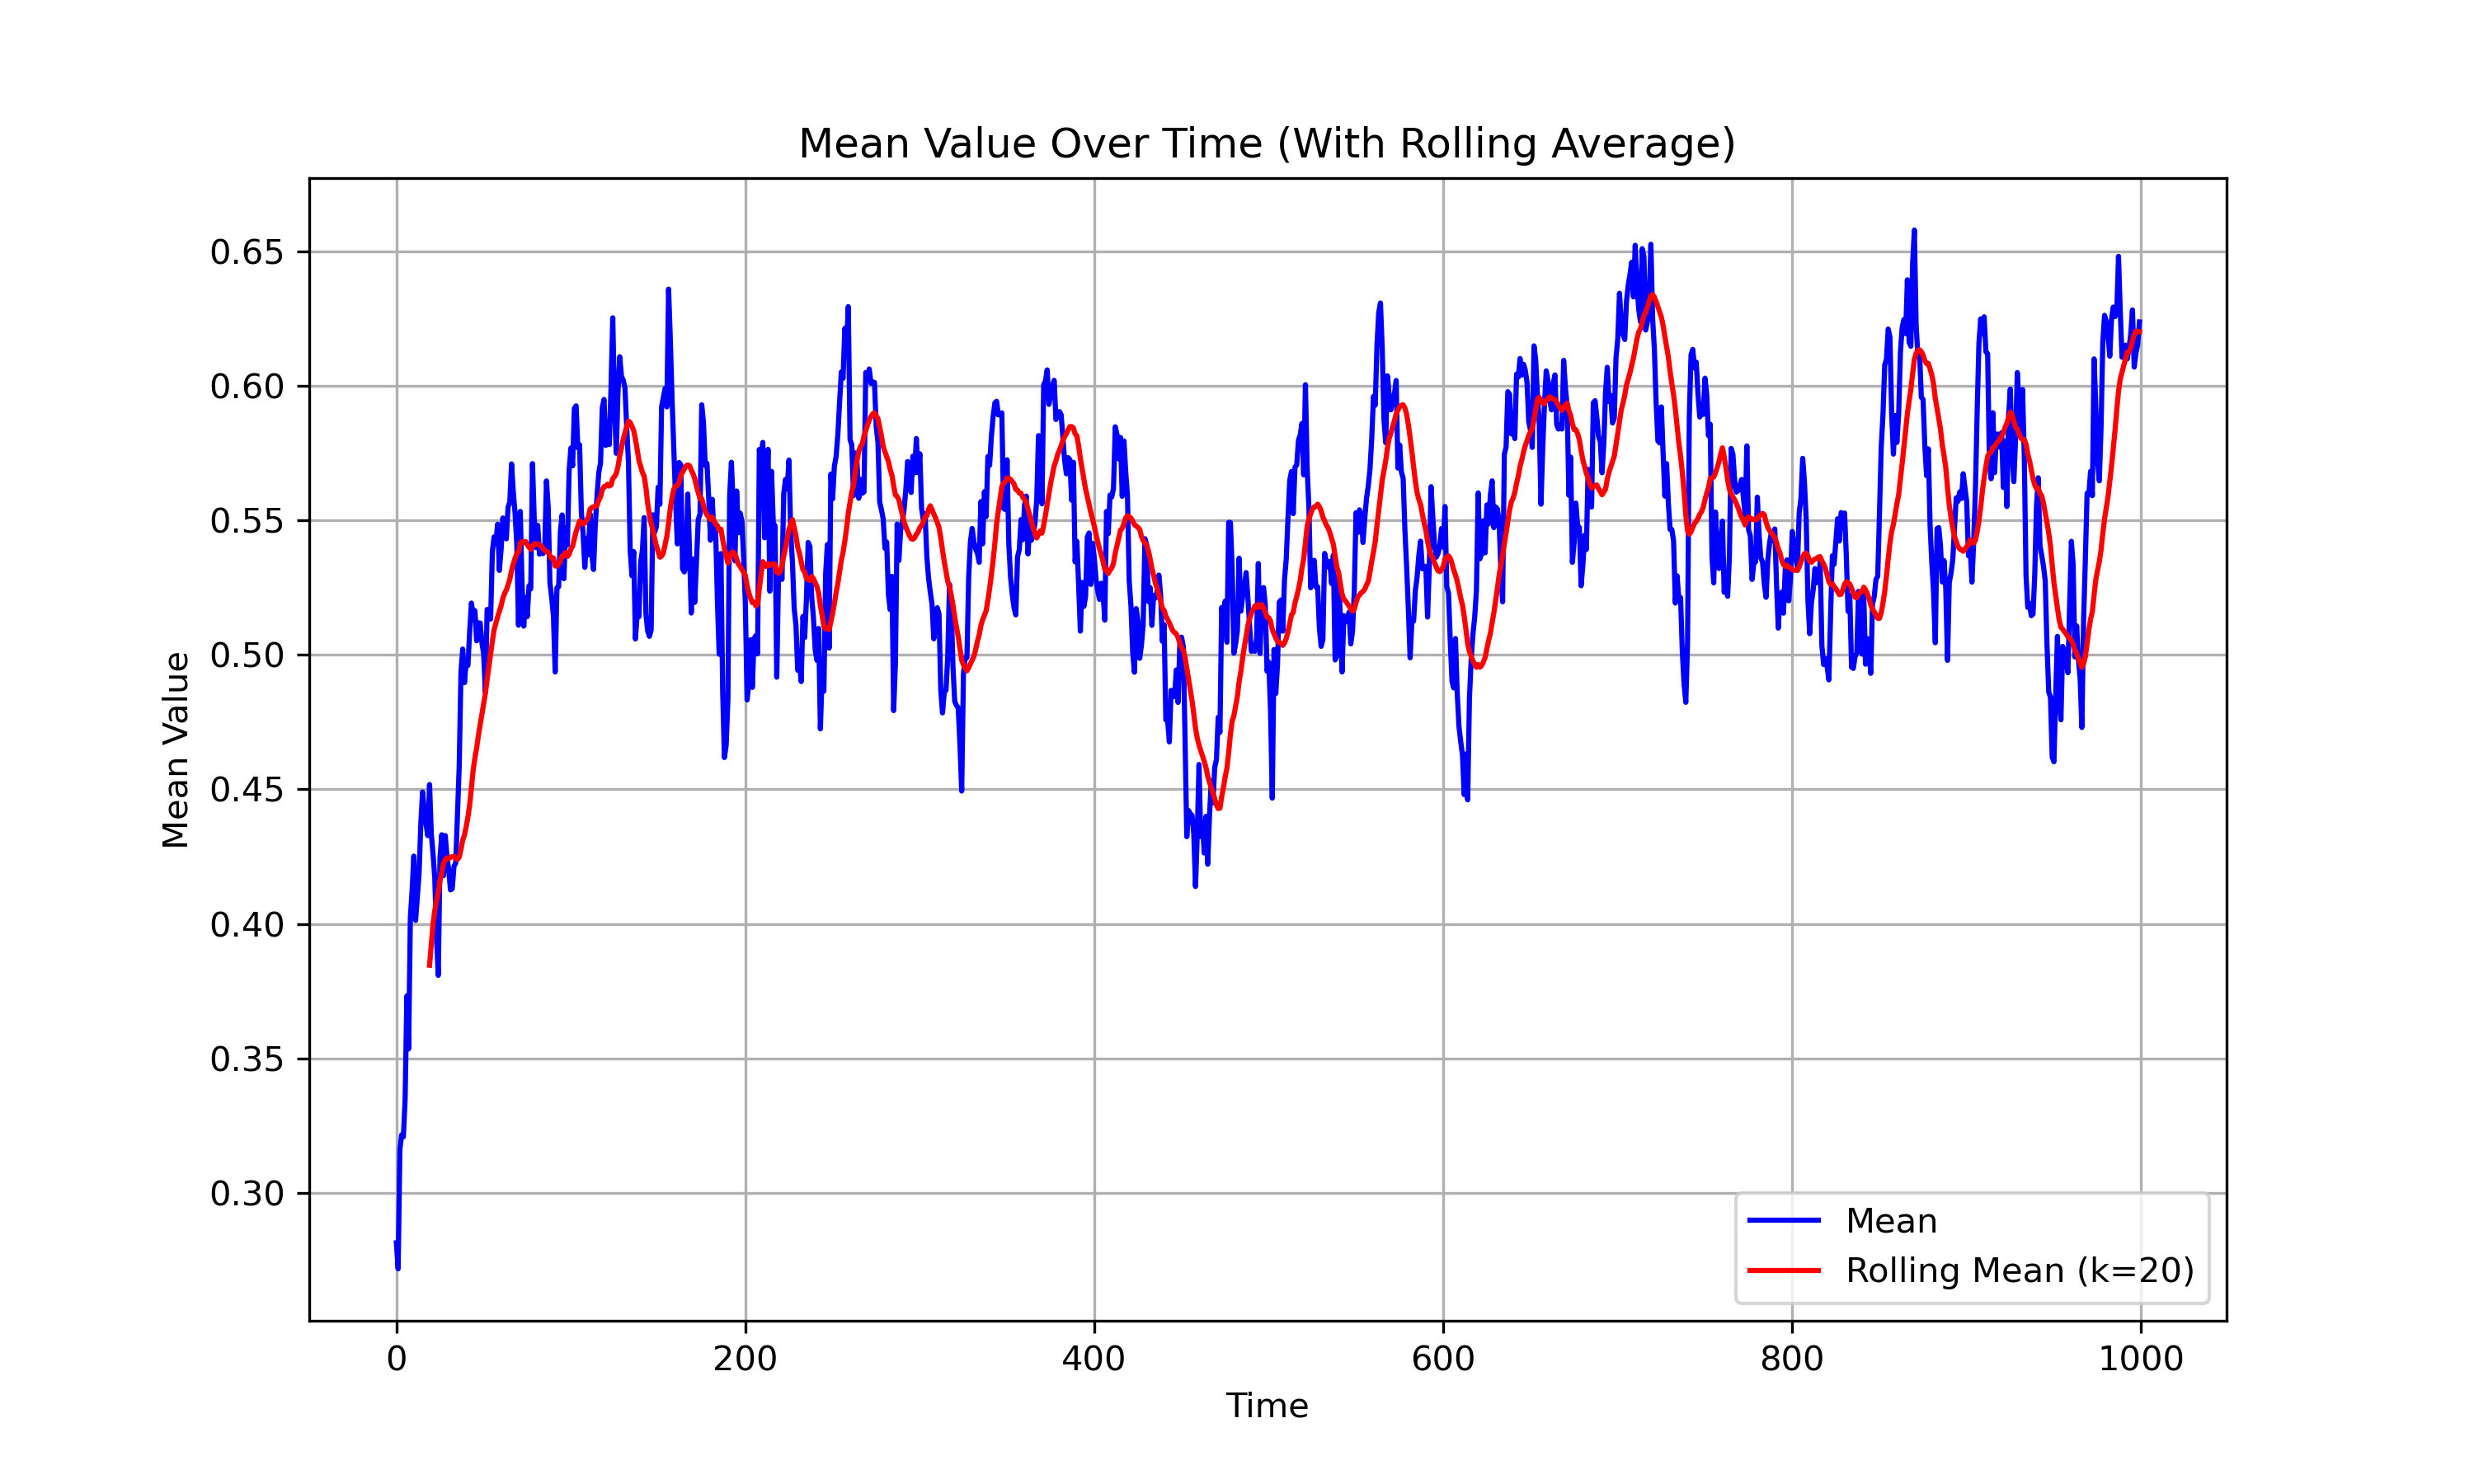 Mean Value Over Time (With Rolling Average)
Mean Value
0.65
0.60
0.55
0.50
0.45
0.40
0.35
0.30
0 200 400 600 800 1000
Time
Mean
Rolling Mean (k=20)